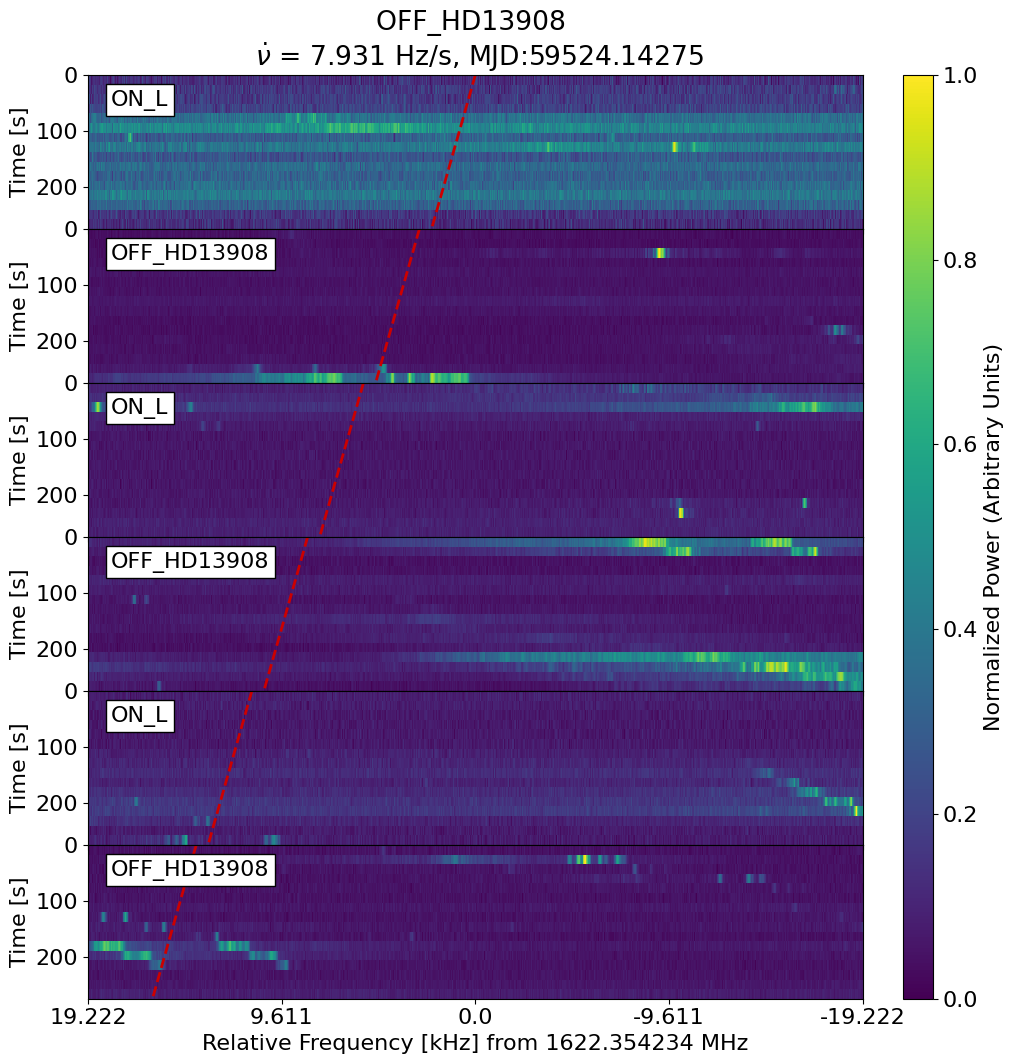 OFF_HD13908
ν̇ = 7.931 Hz/s, MJD:59524.14275
0
ON_L
100
200
Time [s]
0
OFF_HD13908
100
200
Time [s]
0
ON_L
100
200
Time [s]
0
OFF_HD13908
100
200
Time [s]
0
ON_L
100
200
Time [s]
0
OFF_HD13908
100
200
Time [s]
19.222 9.611 0.0 -9.611 -19.222
Relative Frequency [kHz] from 1622.354234 MHz
1.0
0.8
0.6
0.4
0.2
0.0
Normalized Power (Arbitrary Units)